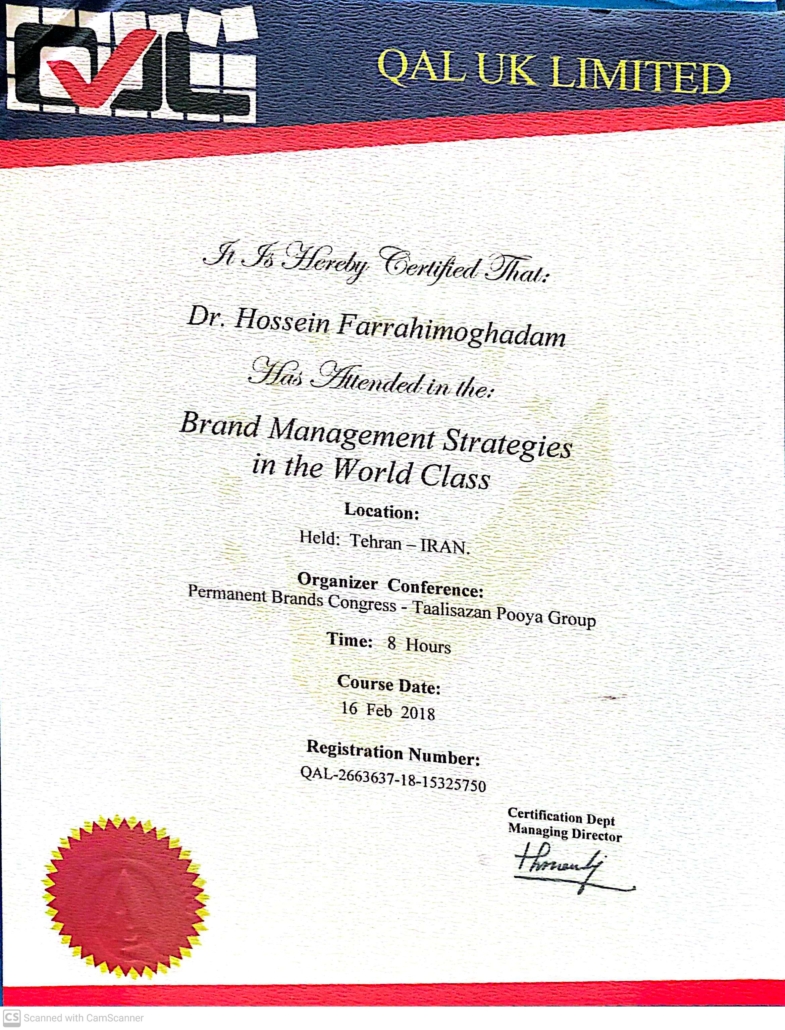 QAL
QAL UK LIMITED
It Is Hereby Certified That:
Dr. Hossein Farrahimoghadam
Has Attended in the:
Brand Management Strategies
in the World Class
Location:
Held: Tehran – IRAN.
Organizer Conference:
Permanent Brands Congress - Taalisazan Pooya Group
Time: 8 Hours
Course Date:
16 Feb 2018
Registration Number:
QAL-2663637-18-15325750
Certification Dept
Managing Director
CS Scanned with CamScanner